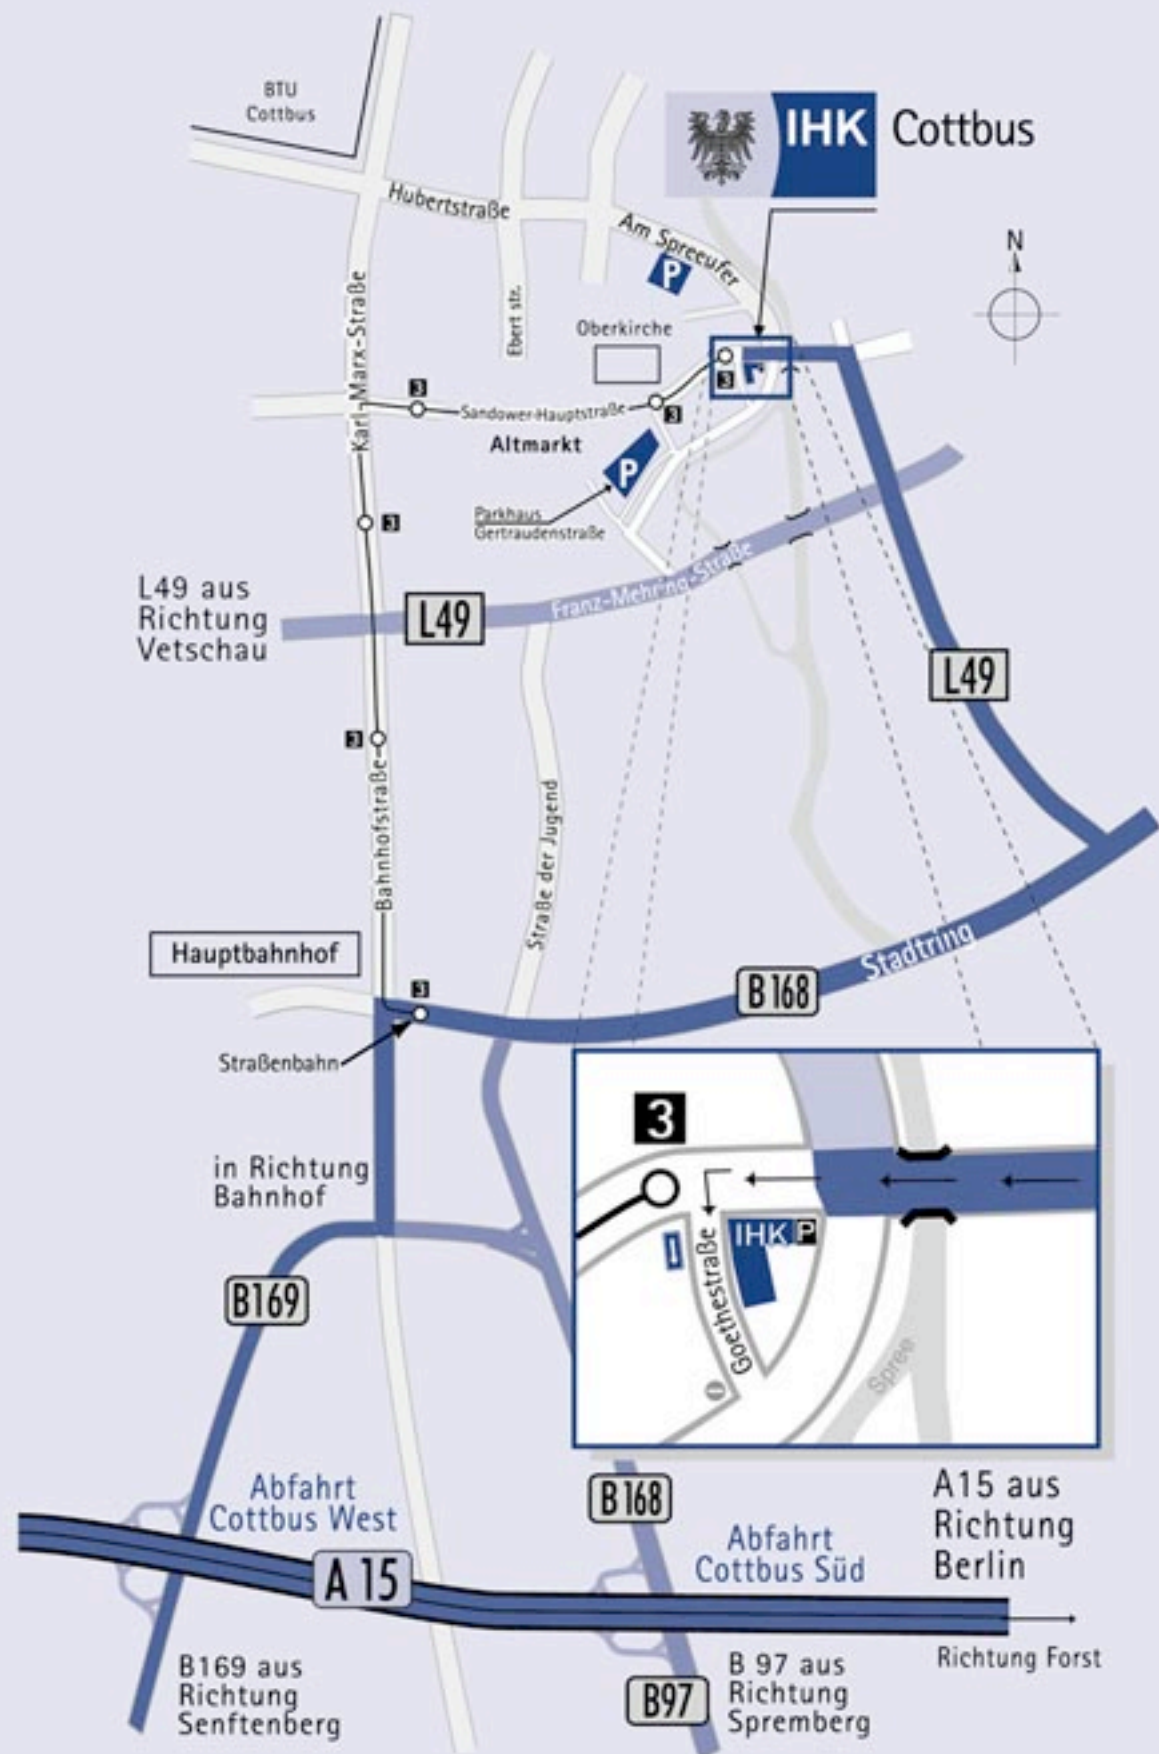 BTU
Cottbus
IHK Cottbus
Hubertstraße
Am Spreeufer
P
N
Karl-Marx-Straße
Ebert str.
Oberkirche
3
3
Sandower-Hauptstraße
3
Altmarkt
P
Parkhaus
Gertraudenstraße
3
L49 aus
Richtung
Vetschau
L49
Franz-Mehring-Straße
L49
3
Bahnhofstraße
Straße der Jugend
Hauptbahnhof
Stadtring
B 168
3
Straßenbahn
3
in Richtung
Bahnhof
IHK P
Goethestraße
Spree
B169
Abfahrt
Cottbus West
B 168
A15 aus
Richtung
Berlin
Abfahrt
Cottbus Süd
A 15
Richtung Forst
B169 aus
Richtung
Senftenberg
B97
B 97 aus
Richtung
Spremberg